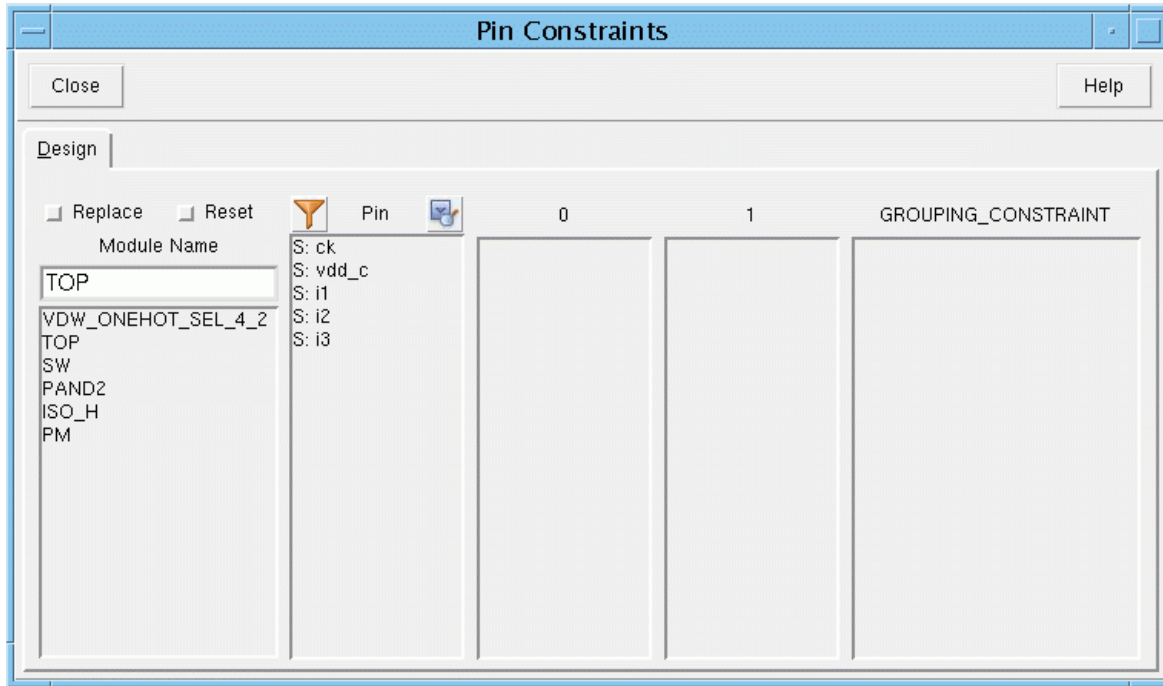 Pin Constraints
Close
Help
Design
Replace
Reset
Pin
0
1
GROUPING_CONSTRAINT
Module Name
TOP
VDW_ONEHOT_SEL_4_2
TOP
SW
PAND2
ISO_H
PM
S: ck
S: vdd_c
S: i1
S: i2
S: i3